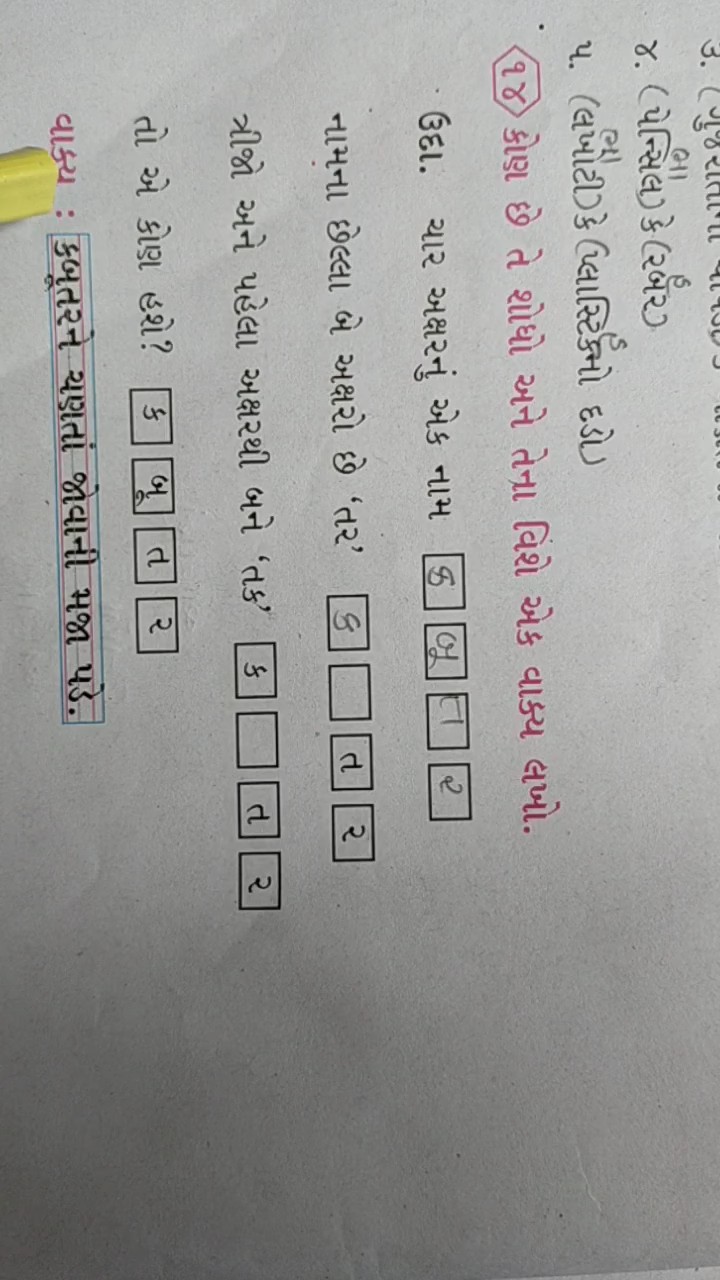 ૪. (પેન્સિલ) કે (રબર)
પ. (લખોટી) કે (પ્લાસ્ટિકનો દડો)
૧૪ કોણ છે તે શોધો અને તેના વિશે એક વાક્ય લખો.
ઉદા. ચાર અક્ષરનું એક નામ ક બૂ ત ર
નામના છેલ્લા બે અક્ષરો છે ‘તર’ ક ત ર
ત્રીજો અને પહેલા અક્ષરથી બને ‘તક’ ક ત ર
તો એ કોણ હશે? ક બૂ ત ર
વાક્ય : કબૂતરને ચણતાં જોવાની મજા પડે.